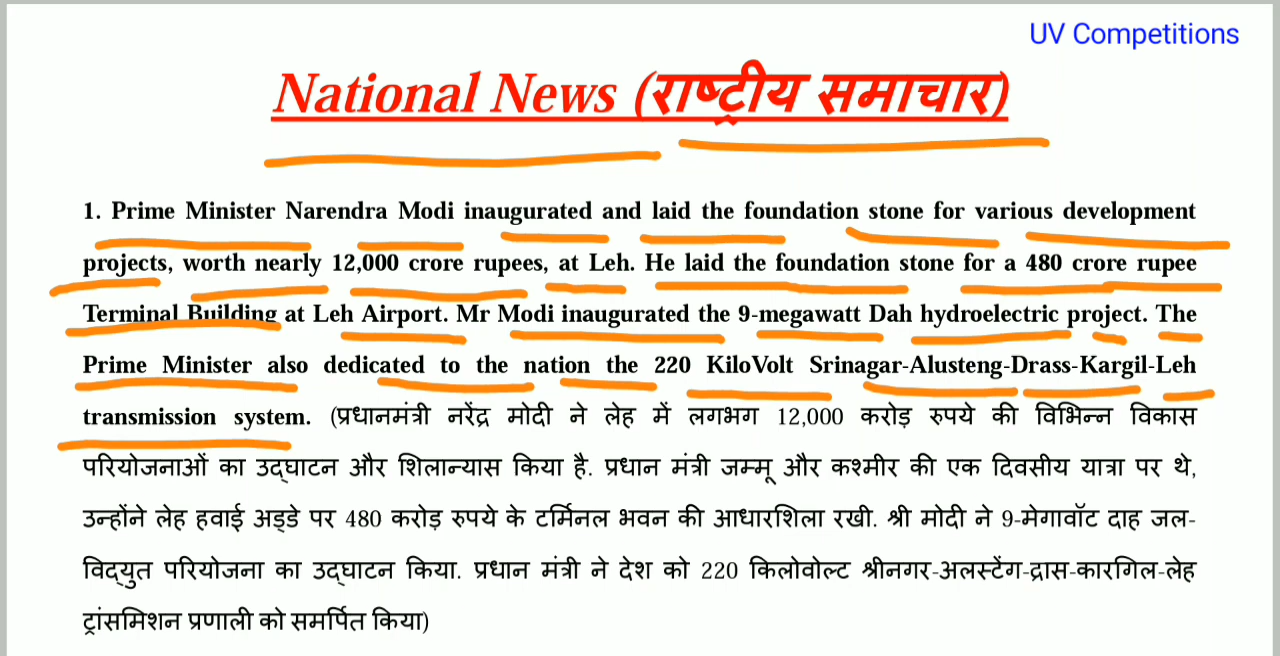 UV Competitions
National News (राष्ट्रीय समाचार)
1. Prime Minister Narendra Modi inaugurated and laid the foundation stone for various development
projects, worth nearly 12,000 crore rupees, at Leh. He laid the foundation stone for a 480 crore rupee
Terminal Building at Leh Airport. Mr Modi inaugurated the 9-megawatt Dah hydroelectric project. The
Prime Minister also dedicated to the nation the 220 KiloVolt Srinagar-Alusteng-Drass-Kargil-Leh
transmission system. (प्रधानमंत्री नरेंद्र मोदी ने लेह में लगभग 12,000 करोड़ रुपये की विभिन्न विकास
परियोजनाओं का उद्घाटन और शिलान्यास किया है. प्रधान मंत्री जम्मू और कश्मीर की एक दिवसीय यात्रा पर थे,
उन्होंने लेह हवाई अड्डे पर 480 करोड़ रुपये के टर्मिनल भवन की आधारशिला रखी. श्री मोदी ने 9-मेगावॉट दाह जल-
विद्युत परियोजना का उद्घाटन किया. प्रधान मंत्री ने देश को 220 किलोवोल्ट श्रीनगर-अलस्टेंग-द्रास-कारगिल-लेह
ट्रांसमिशन प्रणाली को समर्पित किया)